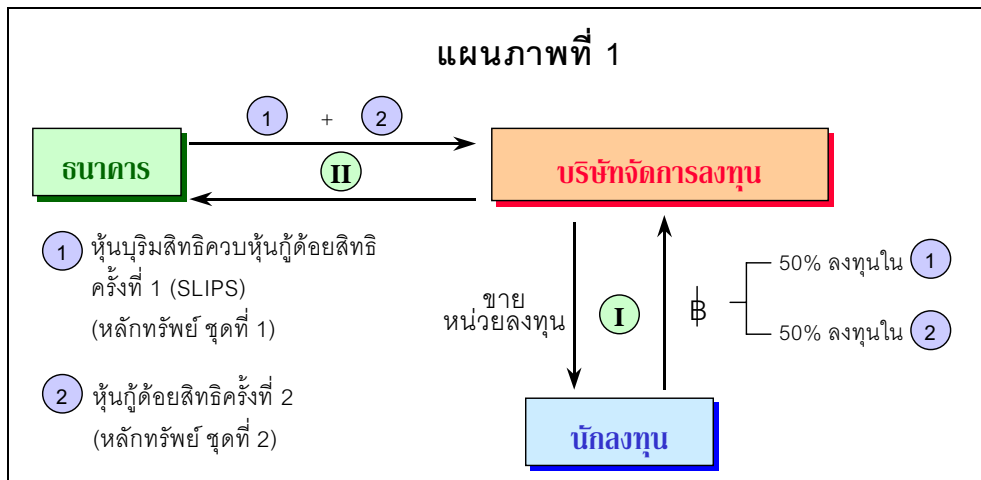 แผนภาพที่ 1
1 + 2
ธนาคาร
II
บริษัทจัดการลงทุน
1 หุ้นบุริมสิทธิควบหุ้นกู้ด้อยสิทธิ
ครั้งที่ 1 (SLIPS)
(หลักทรัพย์ ชุดที่ 1)
2 หุ้นกู้ด้อยสิทธิครั้งที่ 2
(หลักทรัพย์ ชุดที่ 2)
ขาย
หน่วยลงทุน
I
฿
50% ลงทุนใน 1
50% ลงทุนใน 2
นักลงทุน